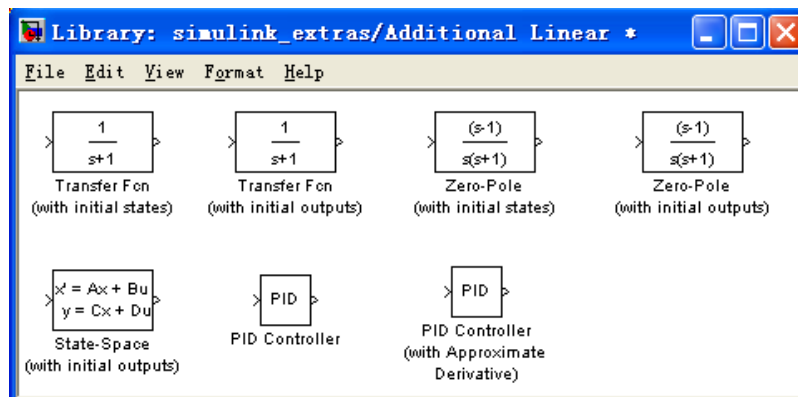 Library: simulink_extras/Additional Linear *
File Edit View Format Help
1
s+1
Transfer Fcn
(with initial states)
1
s+1
Transfer Fcn
(with initial outputs)
(s-1)
s(s+1)
Zero-Pole
(with initial states)
(s-1)
s(s+1)
Zero-Pole
(with initial outputs)
x' = Ax + Bu
y = Cx + Du
State-Space
(with initial outputs)
PID
PID Controller
PID
PID Controller
(with Approximate
Derivative)